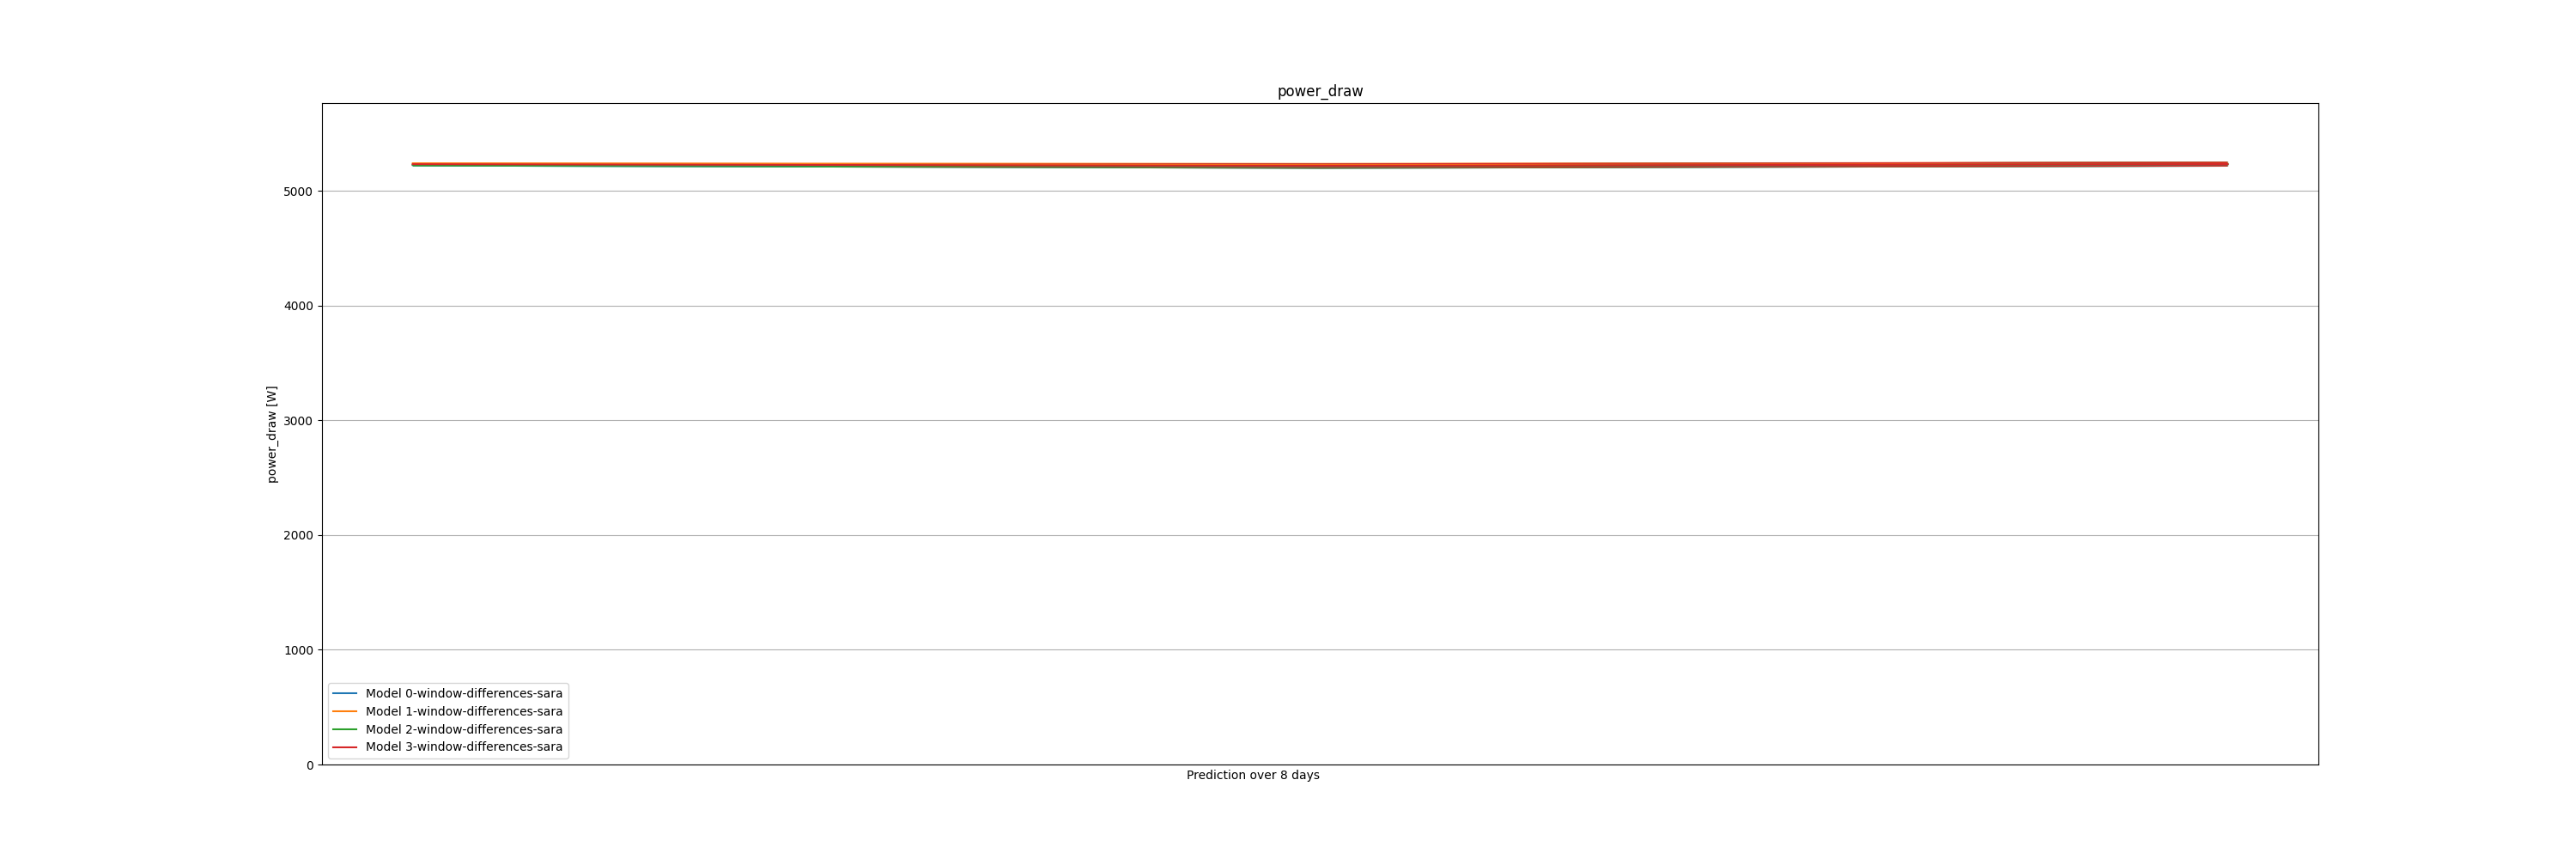 power_draw
power_draw [W]
5000
4000
3000
2000
1000
0
Model 0-window-differences-sara
Model 1-window-differences-sara
Model 2-window-differences-sara
Model 3-window-differences-sara
Prediction over 8 days